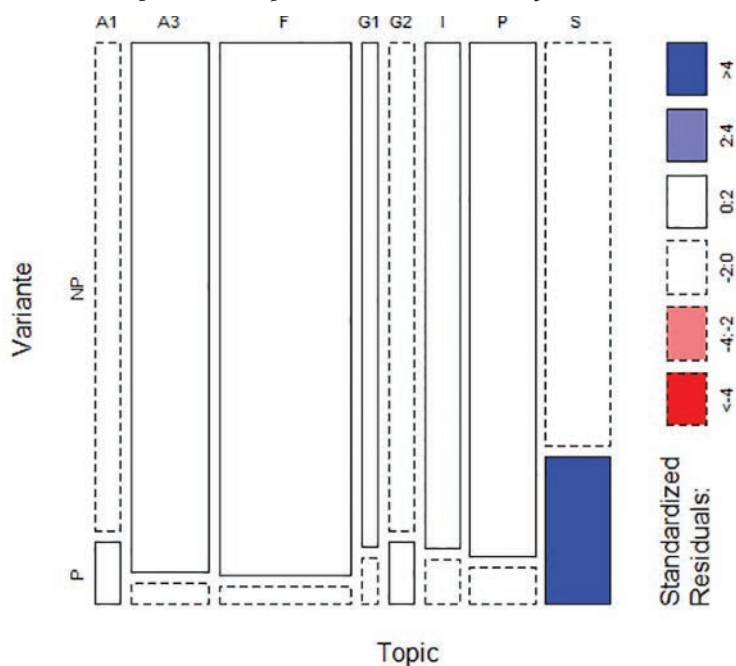 A1 A3 F G1 G2 I P S
Variante
NP
P
Topic
Standardized
Residuals:
<-4
-4:-2
-2:0
0:2
2:4
>4